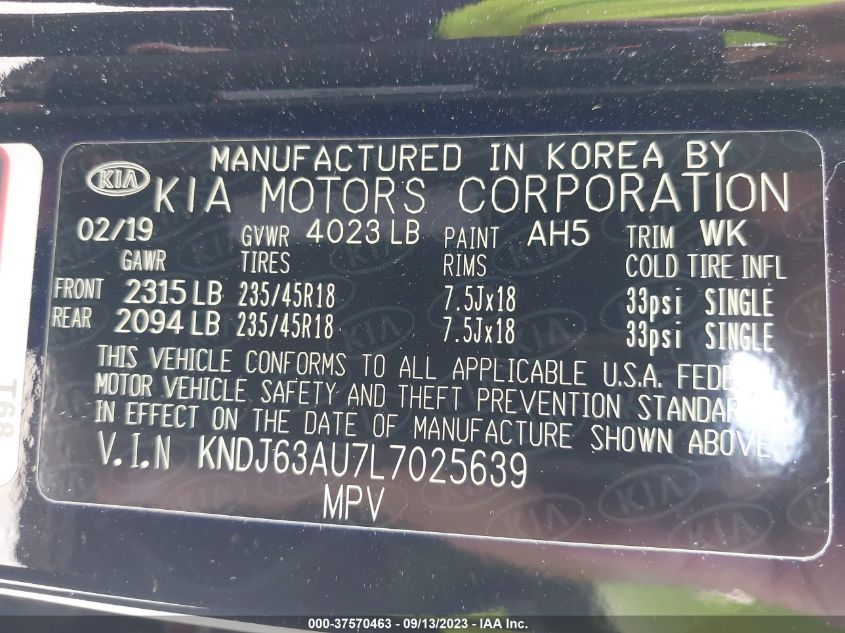 MANUFACTURED IN KOREA BY
KIA KIA MOTORS CORPORATION
02/19 GVWR 4023 LB PAINT AH5 TRIM WK
GAWR TIRES RIMS COLD TIRE INFL
FRONT 2315 LB 235/45R18 7.5Jx18 33psi SINGLE
REAR 2094 LB 235/45R18 7.5Jx18 33psi SINGLE
THIS VEHICLE CONFORMS TO ALL APPLICABLE U.S.A. FEDE
MOTOR VEHICLE SAFETY AND THEFT PREVENTION STANDAR
IN EFFECT ON THE DATE OF MANUFACTURE SHOWN ABOVE.
V.I.N KNDJ63AU7L7025639
MPV
000-37570463 - 09/13/2023 - IAA Inc.